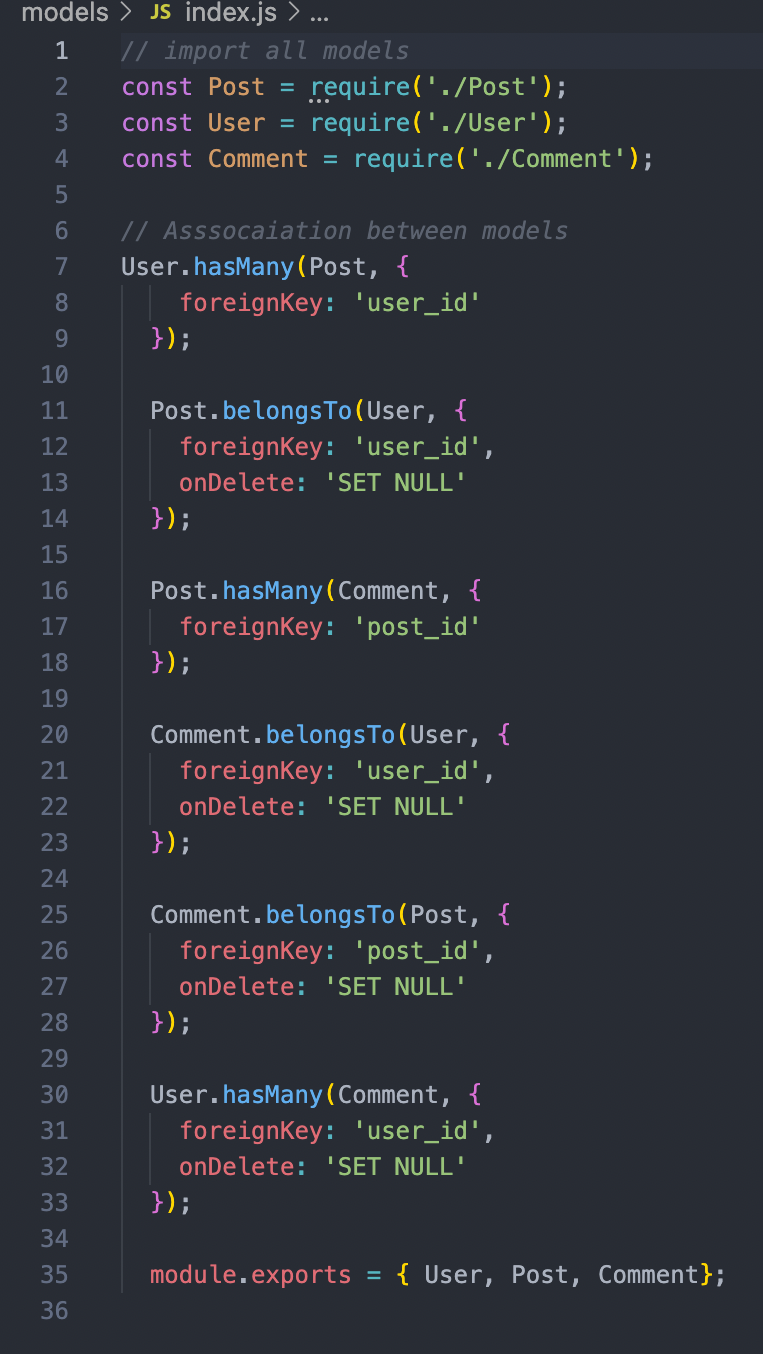 models > JS index.js > ...
1 // import all models
2 const Post = require('./Post');
3 const User = require('./User');
4 const Comment = require('./Comment');
5
6 // Asssocaiation between models
7 User.hasMany(Post, {
8     foreignKey: 'user_id'
9   });
10
11   Post.belongsTo(User, {
12     foreignKey: 'user_id',
13     onDelete: 'SET NULL'
14   });
15
16   Post.hasMany(Comment, {
17     foreignKey: 'post_id'
18   });
19
20   Comment.belongsTo(User, {
21     foreignKey: 'user_id',
22     onDelete: 'SET NULL'
23   });
24
25   Comment.belongsTo(Post, {
26     foreignKey: 'post_id',
27     onDelete: 'SET NULL'
28   });
29
30   User.hasMany(Comment, {
31     foreignKey: 'user_id',
32     onDelete: 'SET NULL'
33   });
34
35   module.exports = { User, Post, Comment};
36